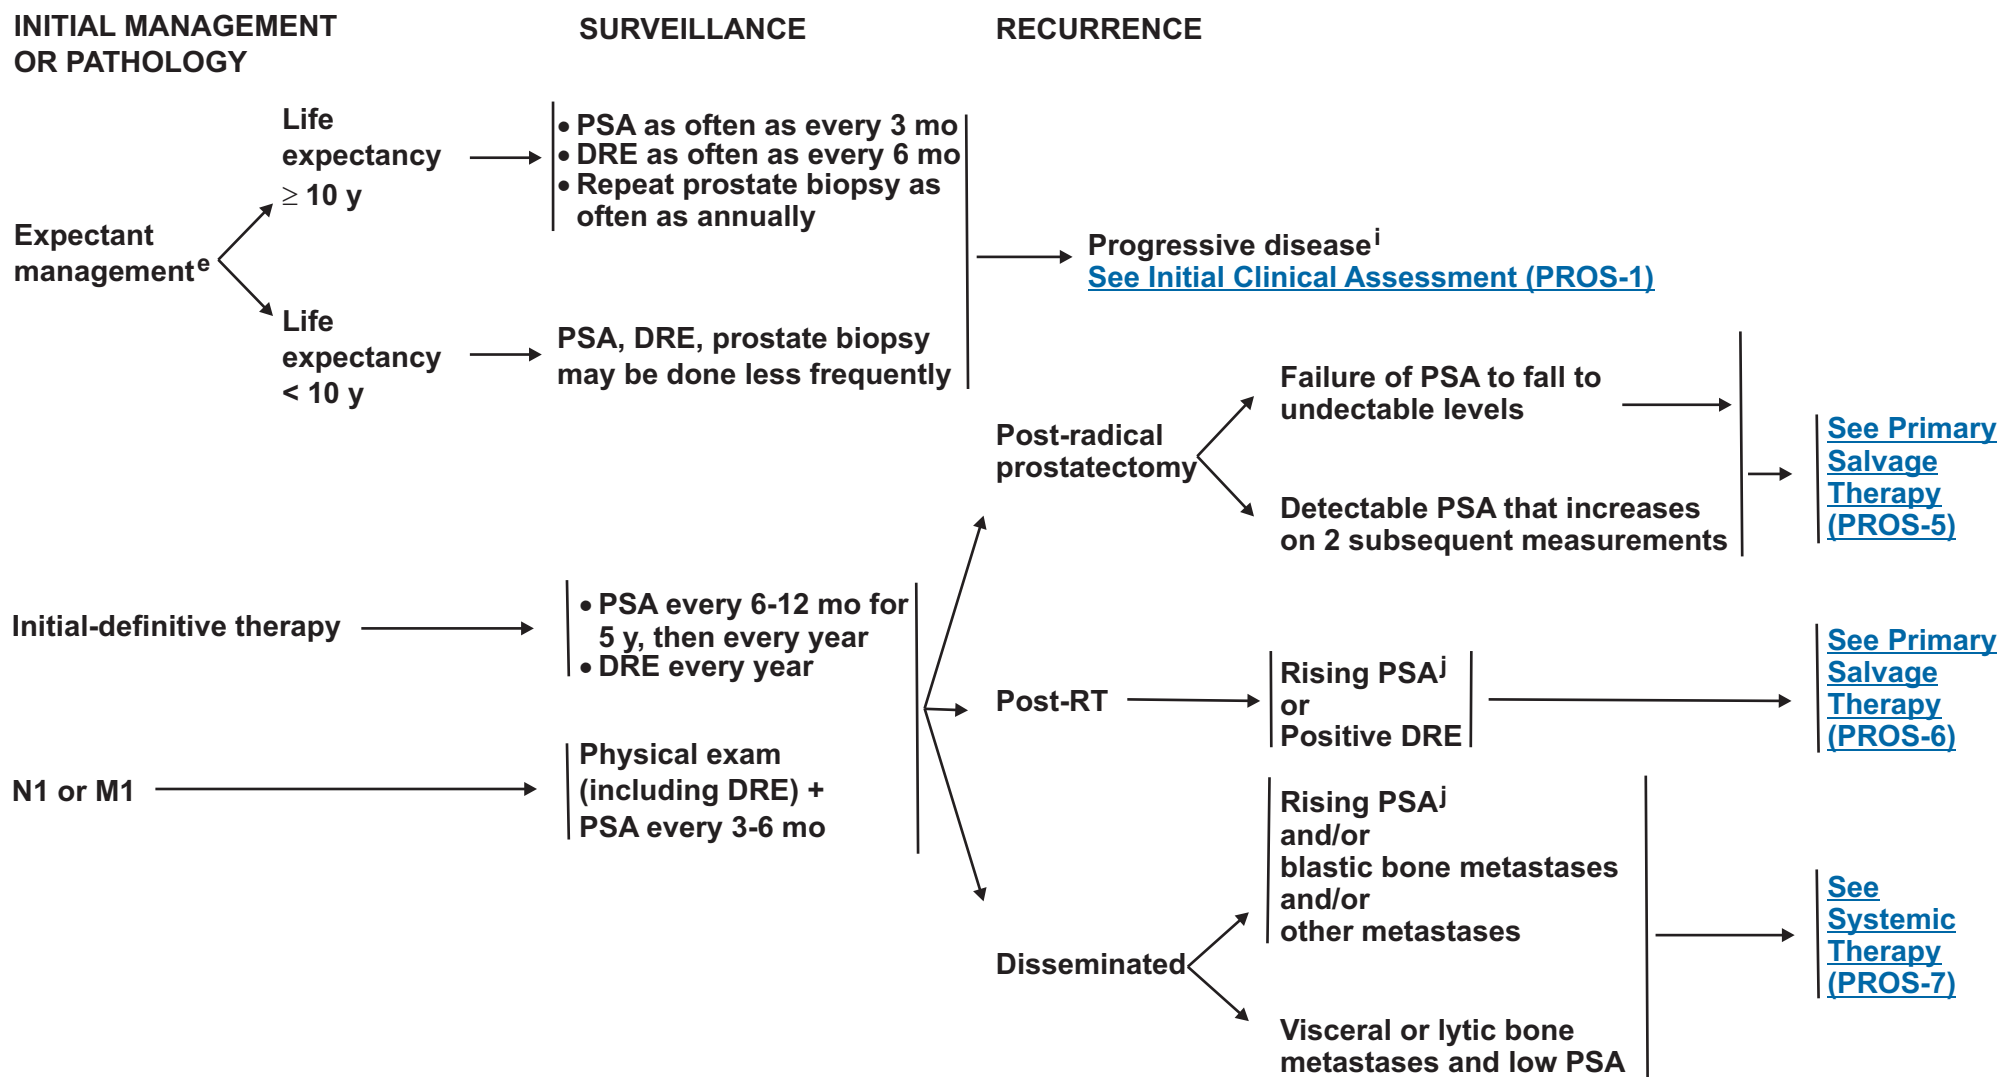 INITIAL MANAGEMENT
OR PATHOLOGY
SURVEILLANCE
RECURRENCE
Expectant
management e
Life
expectancy
≥ 10 y
• PSA as often as every 3 mo
• DRE as often as every 6 mo
• Repeat prostate biopsy as
often as annually
Life
expectancy
< 10 y
PSA, DRE, prostate biopsy
may be done less frequently
Progressive disease i
See Initial Clinical Assessment (PROS-1)
Initial-definitive therapy
• PSA every 6-12 mo for
5 y, then every year
• DRE every year
N1 or M1
Physical exam
(including DRE) +
PSA every 3-6 mo
Post-radical
prostatectomy
Failure of PSA to fall to
undectable levels
Detectable PSA that increases
on 2 subsequent measurements
See Primary
Salvage
Therapy
(PROS-5)
Post-RT
Rising PSA j
or
Positive DRE
See Primary
Salvage
Therapy
(PROS-6)
Disseminated
Rising PSA j
and/or
blastic bone metastases
and/or
other metastases
Visceral or lytic bone
metastases and low PSA
See
Systemic
Therapy
(PROS-7)